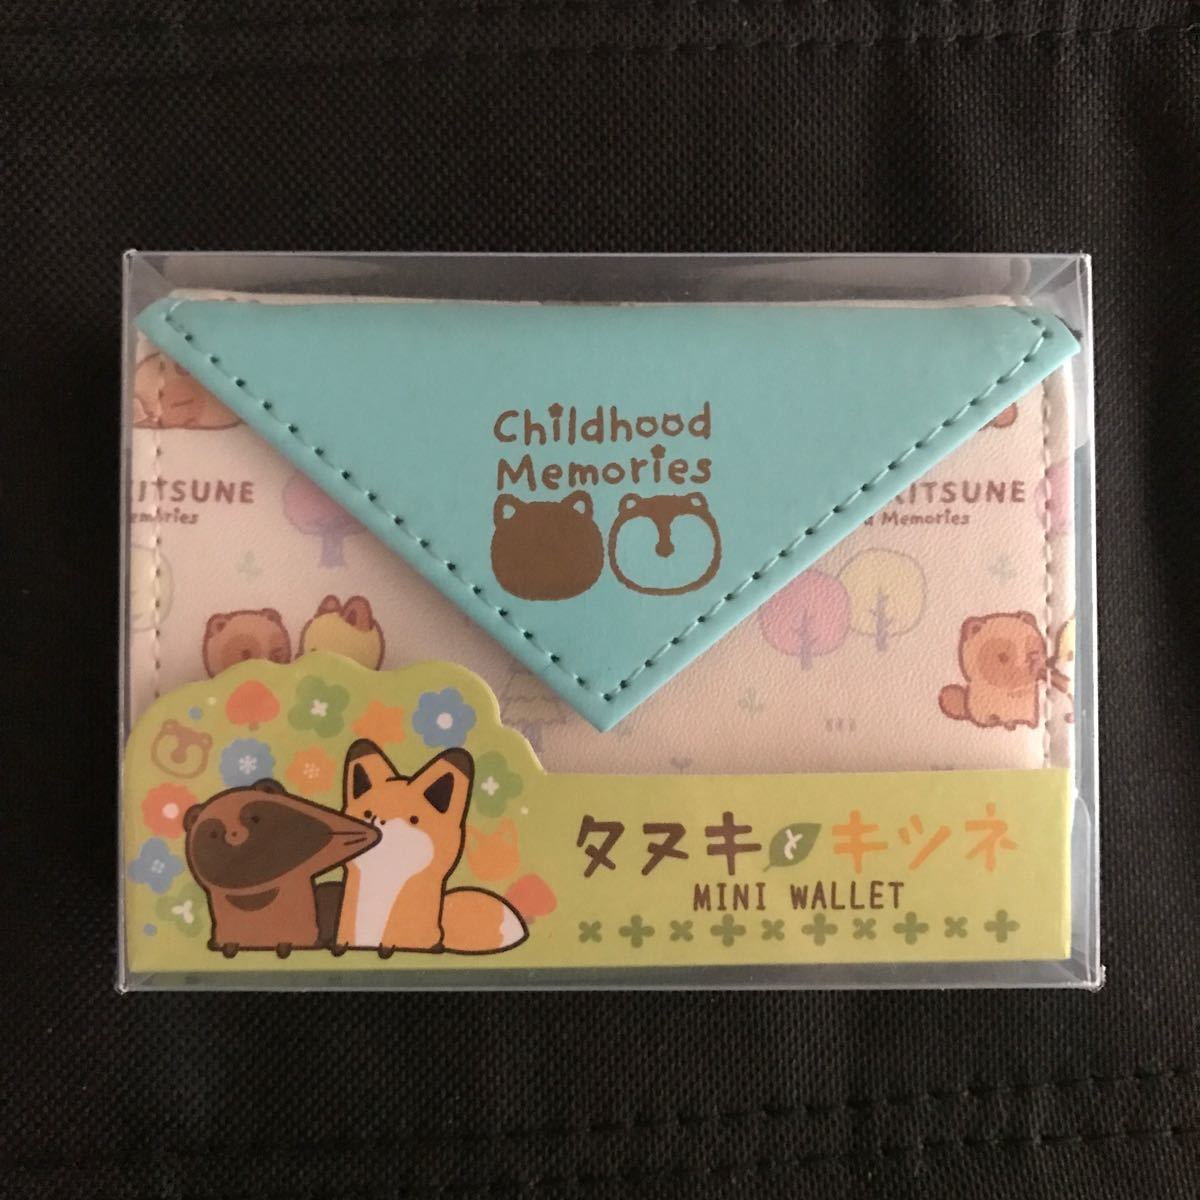 Childhood
Memories
KITSUNE
Memories
KITSUNE
Memories
タヌキとキツネ
MINI WALLET